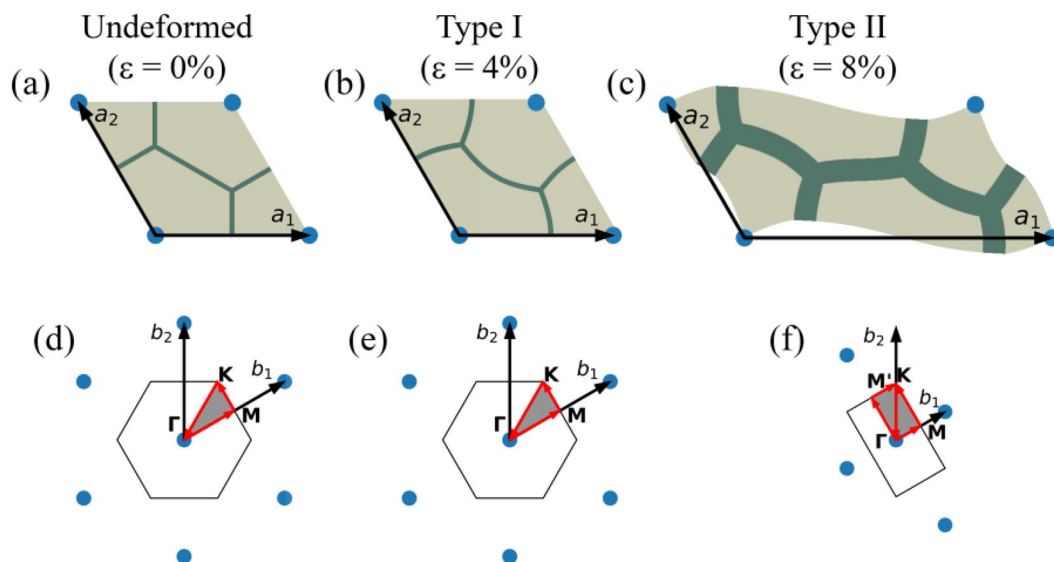 Undeformed
(ε = 0%)
Type I
(ε = 4%)
Type II
(ε = 8%)
(a)
a₂
a₁
(b)
a₂
a₁
(c)
a₂
a₁
(d)
b₂
b₁
K
Γ
M
(e)
b₂
b₁
K
Γ
M
(f)
b₂
M'
K
b₁
Γ
M